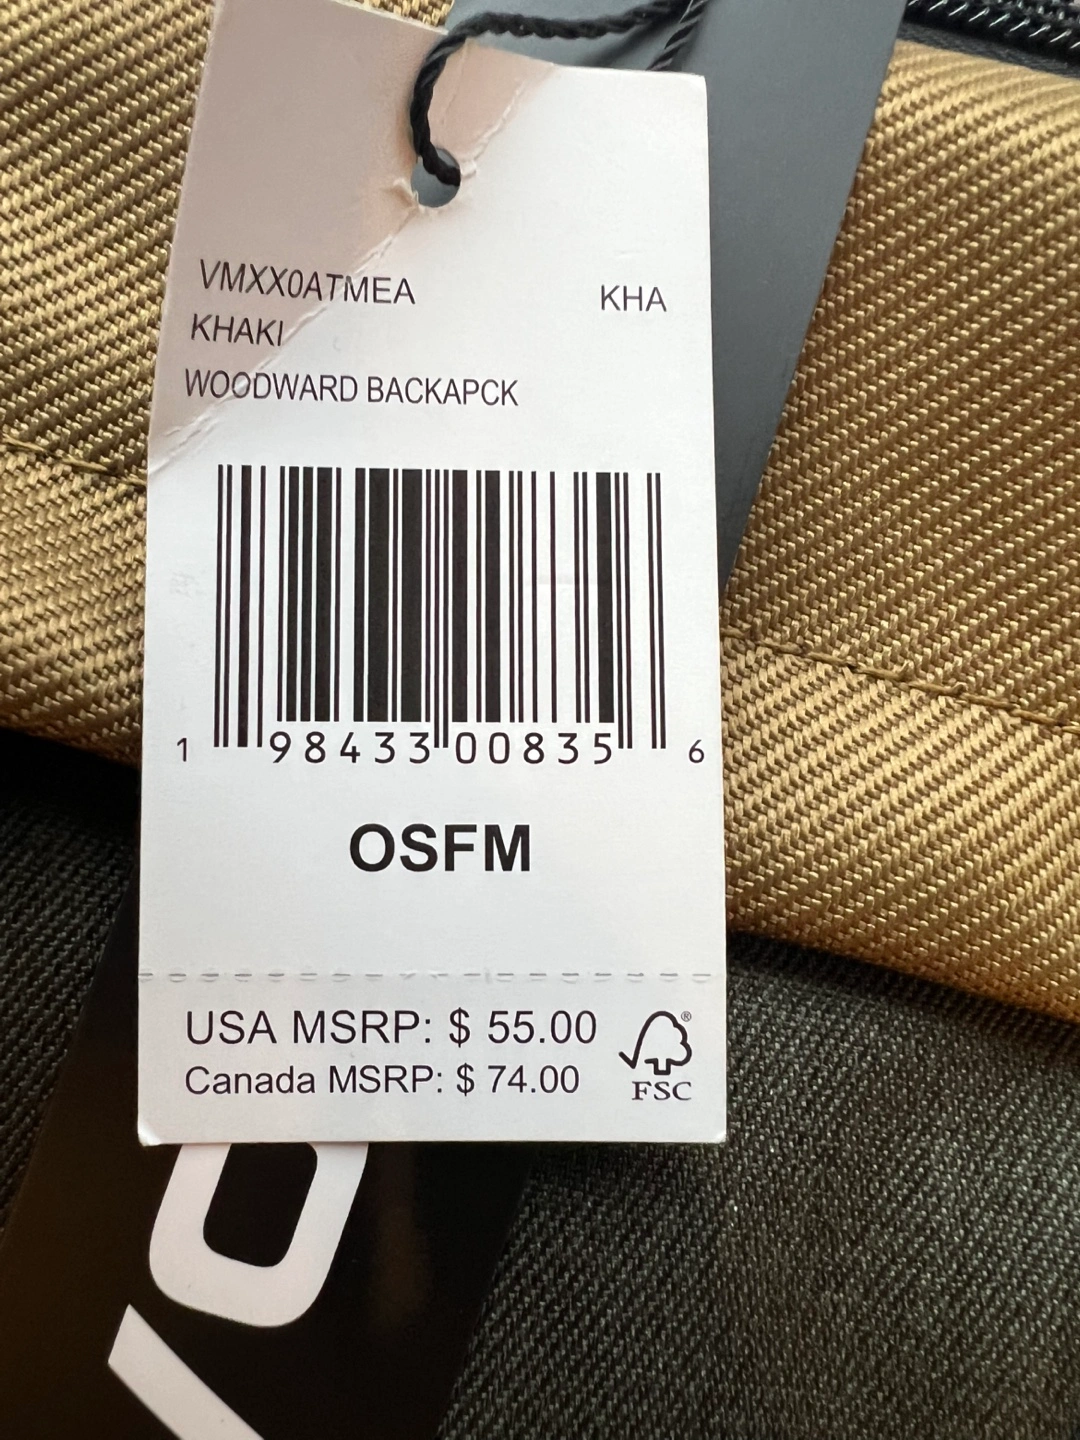 VMXX0ATMEA KHA
KHAKI
WOODWARD BACKAPCK
1 98433 00835 6
OSFM
USA MSRP: $ 55.00
Canada MSRP: $ 74.00
FSC®